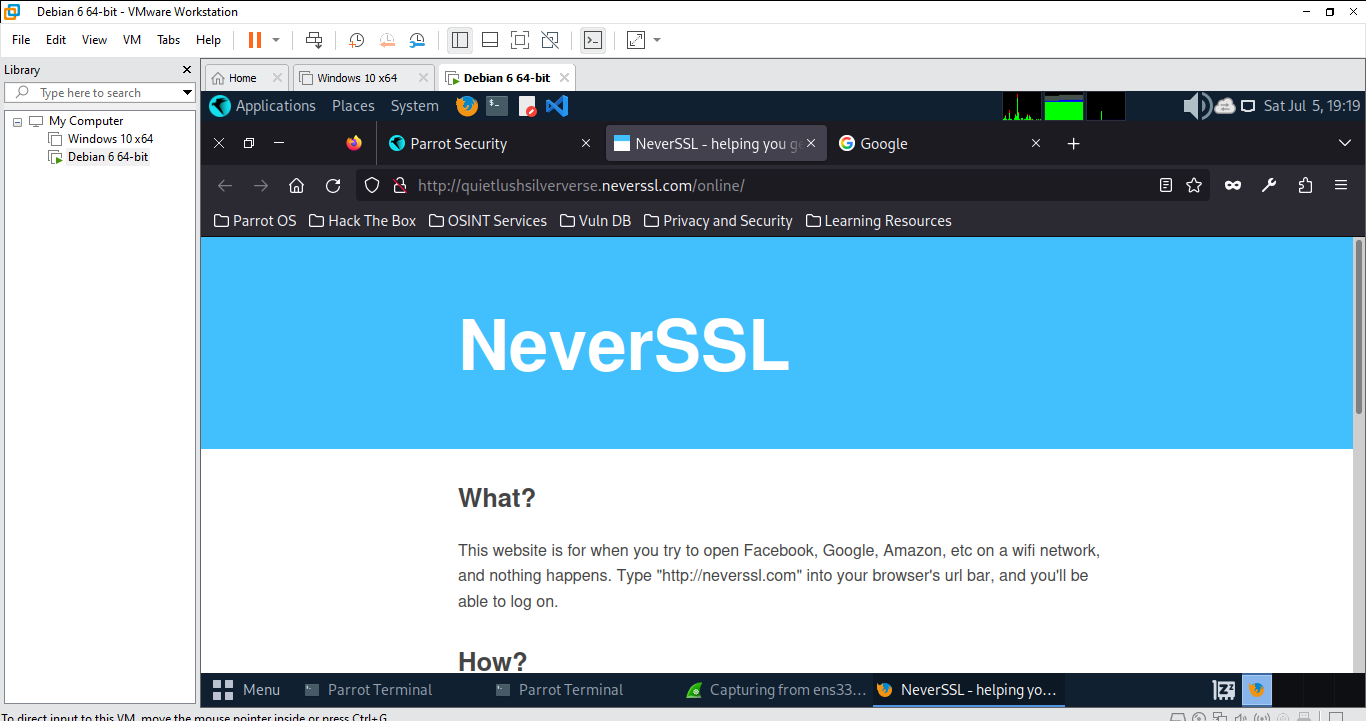 Debian 6 64-bit - VMware Workstation
File Edit View VM Tabs Help
Library
Type here to search
My Computer
Windows 10 x64
Debian 6 64-bit
Home
Windows 10 x64
Debian 6 64-bit
Applications Places System
Sat Jul 5, 19:19
Parrot Security
NeverSSL - helping you ge
Google
http://quietlushsilververse.neverssl.com/online/
Parrot OS
Hack The Box
OSINT Services
Vuln DB
Privacy and Security
Learning Resources
NeverSSL
What?
This website is for when you try to open Facebook, Google, Amazon, etc on a wifi network,
and nothing happens. Type "http://neverssl.com" into your browser's url bar, and you'll be
able to log on.
How?
Menu
Parrot Terminal
Parrot Terminal
Capturing from ens33…
NeverSSL - helping yo…
To direct input to this VM, move the mouse pointer inside or press Ctrl+G.